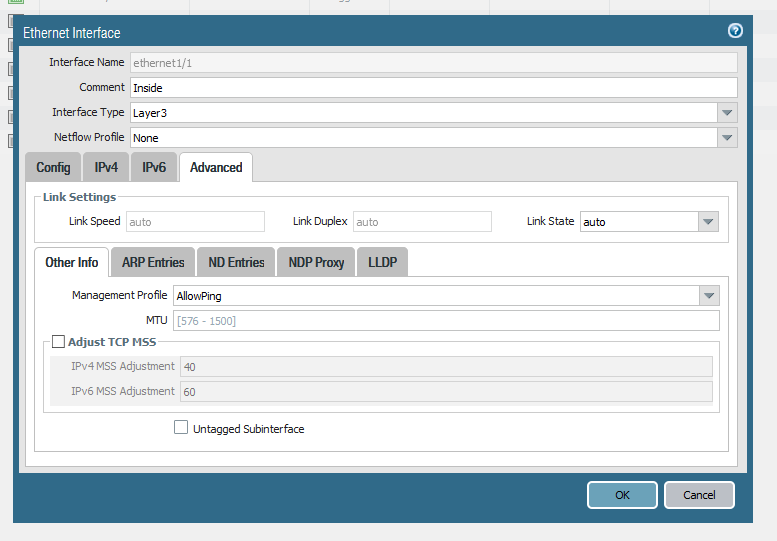 Ethernet Interface
Interface Name ethernet1/1
Comment Inside
Interface Type Layer3
Netflow Profile None
Config IPv4 IPv6 Advanced
Link Settings
Link Speed auto Link Duplex auto Link State auto
Other Info ARP Entries ND Entries NDP Proxy LLDP
Management Profile AllowPing
MTU [576 - 1500]
Adjust TCP MSS
IPv4 MSS Adjustment 40
IPv6 MSS Adjustment 60
Untagged Subinterface
OK Cancel